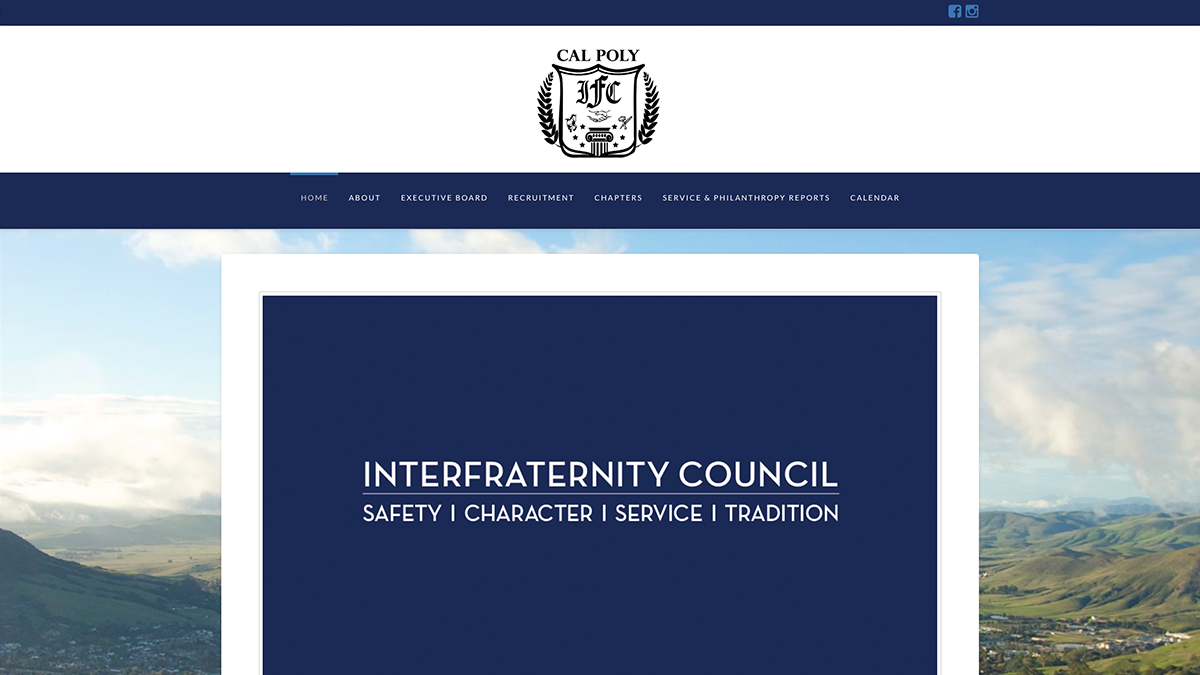 CAL POLY
IFC
HOME ABOUT EXECUTIVE BOARD RECRUITMENT CHAPTERS SERVICE & PHILANTHROPY REPORTS CALENDAR
INTERFRATERNITY COUNCIL
SAFETY | CHARACTER | SERVICE | TRADITION